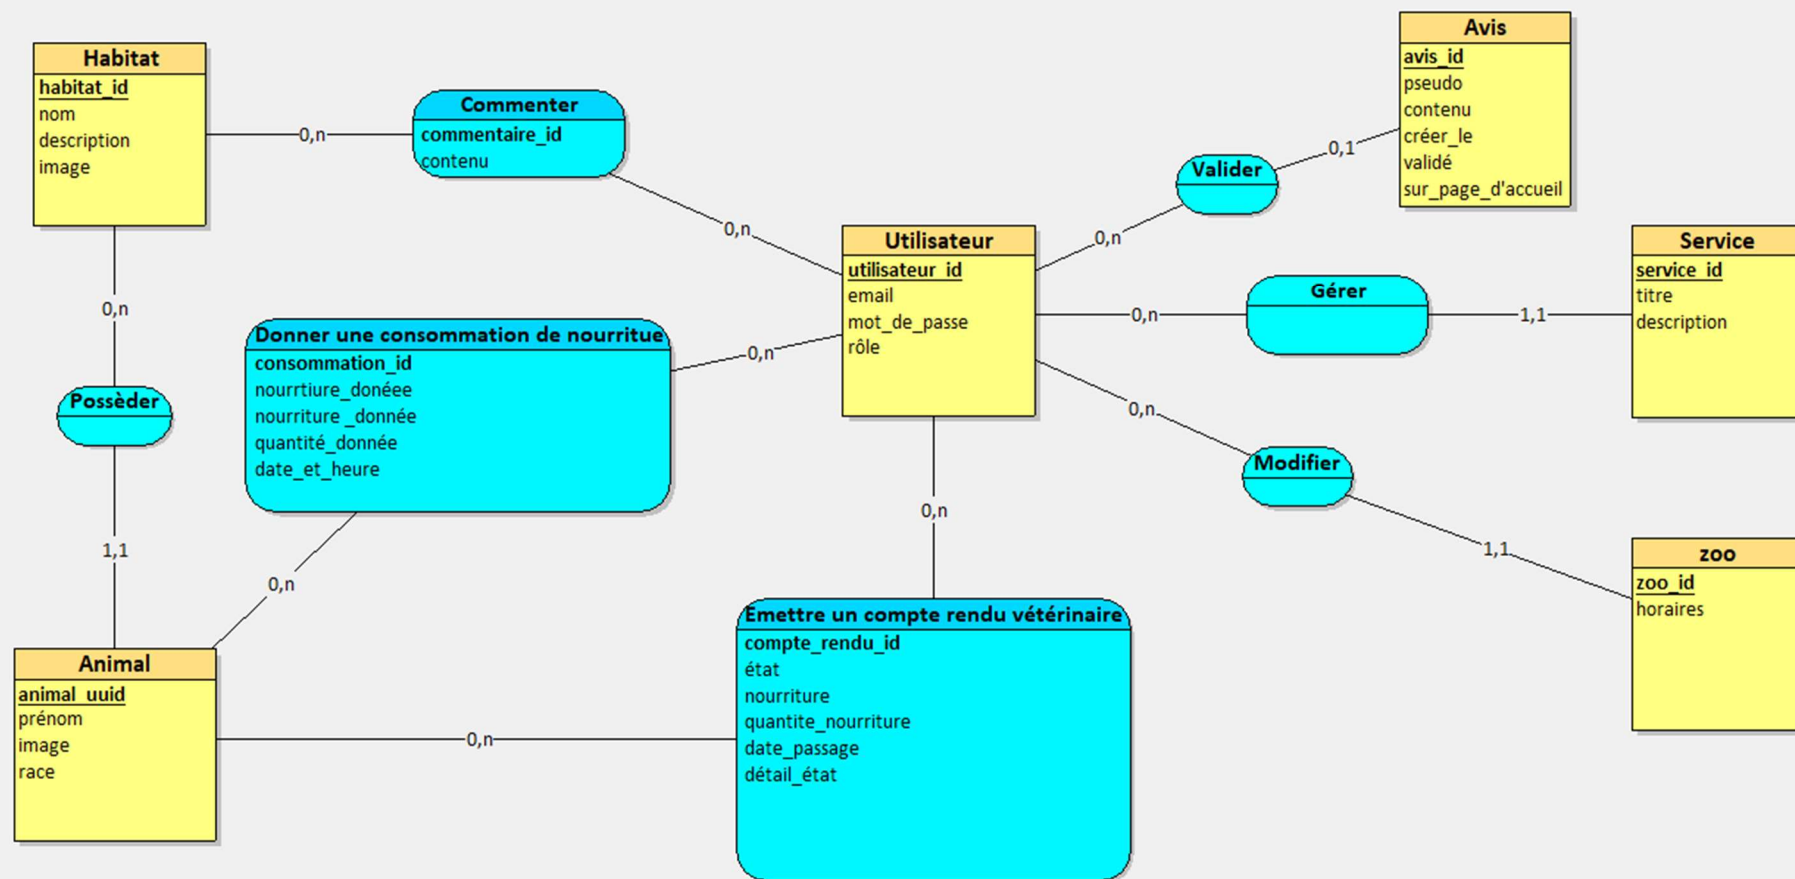 Habitat
habitat_id
nom
description
image
0,n
Commenter
commentaire_id
contenu
0,n
Avis
avis_id
pseudo
contenu
créer_le
validé
sur_page_d'accueil
0,1
Valider
0,n
Utilisateur
utilisateur_id
email
mot_de_passe
rôle
0,n
Gérer
1,1
Service
service_id
titre
description
0,n
Possèder
1,1
Donner une consommation de nourritue
consommation_id
nourrtiure_donéee
nourriture _donnée
quantité_donnée
date_et_heure
0,n
0,n
0,n
Modifier
1,1
zoo
zoo_id
horaires
0,n
Animal
animal_uuid
prénom
image
race
0,n
Emettre un compte rendu vétérinaire
compte_rendu_id
état
nourriture
quantite_nourriture
date_passage
détail_état